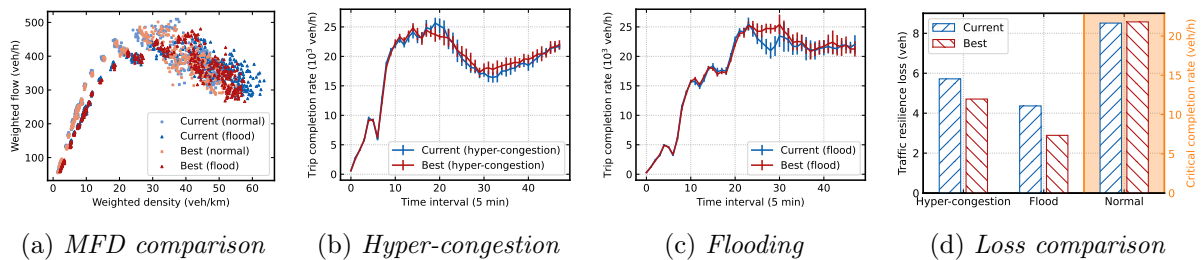 Weighted flow (veh/h)
500
400
300
200
100
0 10 20 30 40 50 60
Weighted density (veh/km)
Current (normal)
Current (flood)
Best (normal)
Best (flood)
(a) MFD comparison
Trip completion rate (10³ veh/h)
30
25
20
15
10
5
0
0 10 20 30 40
Time interval (5 min)
Current (hyper-congestion)
Best (hyper-congestion)
(b) Hyper-congestion
Trip completion rate (10³ veh/h)
30
25
20
15
10
5
0
0 10 20 30 40
Time interval (5 min)
Current (flood)
Best (flood)
(c) Flooding
Traffic resilience loss (veh)
8
6
4
2
0
Current
Best
Hyper-congestion Flood Normal
20
15
10
5
0
Critical completion rate (veh/h)
(d) Loss comparison